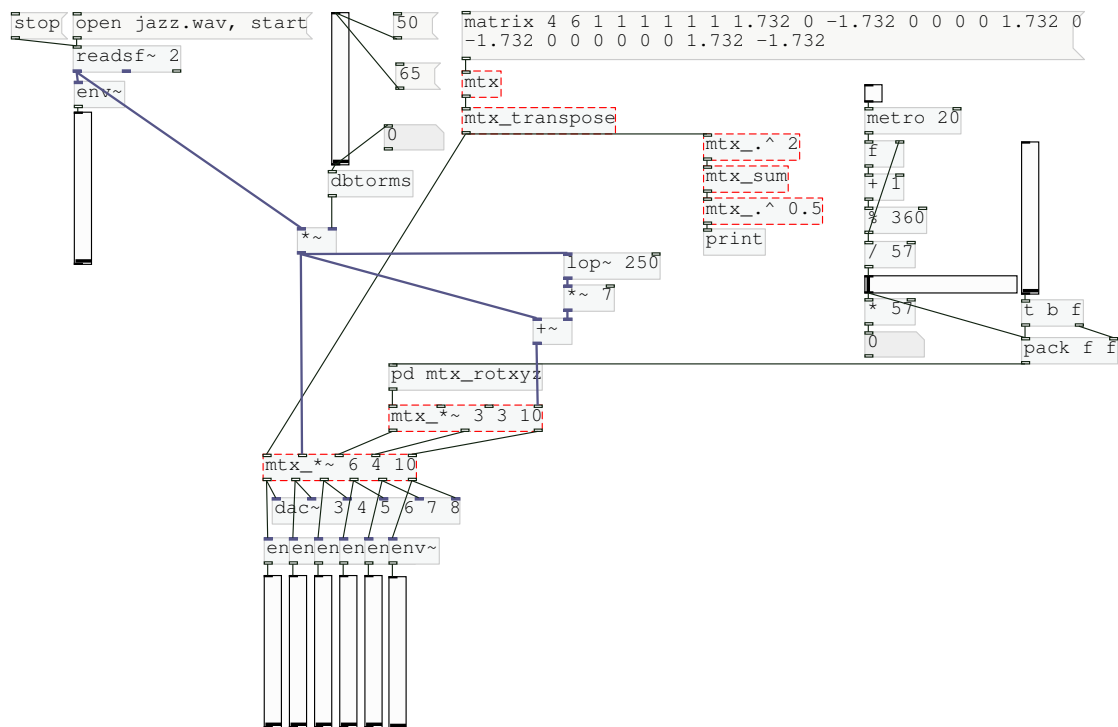 stop
open jazz.wav, start
50
matrix 4 6 1 1 1 1 1 1 1.732 0 -1.732 0 0 0 0 1.732 0
-1.732 0 0 0 0 0 0 1.732 -1.732
readsf~ 2
65
mtx
env~
mtx_transpose
metro 20
0
mtx_.^ 2
f
dbtorms
mtx_sum
+ 1
mtx_.^ 0.5
% 360
*~
print
/ 57
lop~ 250
*~ 7
* 57
t b f
+~
0
pack f f
pd mtx_rotxyz
mtx_*~ 3 3 10
mtx_*~ 6 4 10
dac~ 3 4 5 6 7 8
en
en
en
en
en
env~